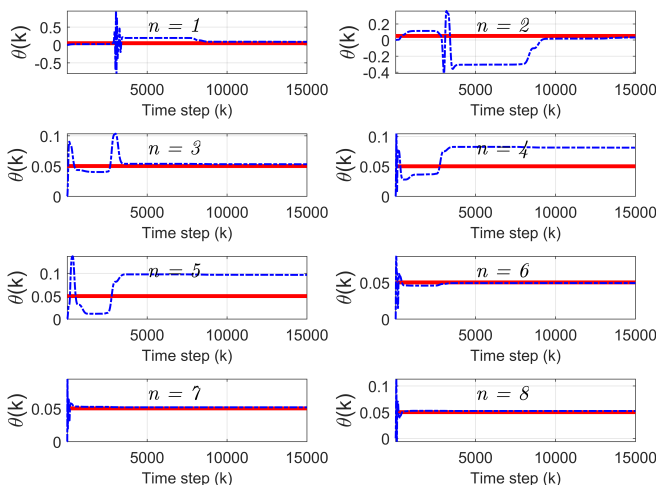 n = 1
θ(k)
0.5
0
-0.5
5000 10000 15000
Time step (k)
n = 2
θ(k)
0.2
0
-0.2
-0.4
5000 10000 15000
Time step (k)
n = 3
θ(k)
0.1
0.05
0
5000 10000 15000
Time step (k)
n = 4
θ(k)
0.1
0.05
0
5000 10000 15000
Time step (k)
n = 5
θ(k)
0.1
0.05
0
5000 10000 15000
Time step (k)
n = 6
θ(k)
0.05
0
5000 10000 15000
Time step (k)
n = 7
θ(k)
0.05
0
5000 10000 15000
Time step (k)
n = 8
θ(k)
0.1
0.05
0
5000 10000 15000
Time step (k)